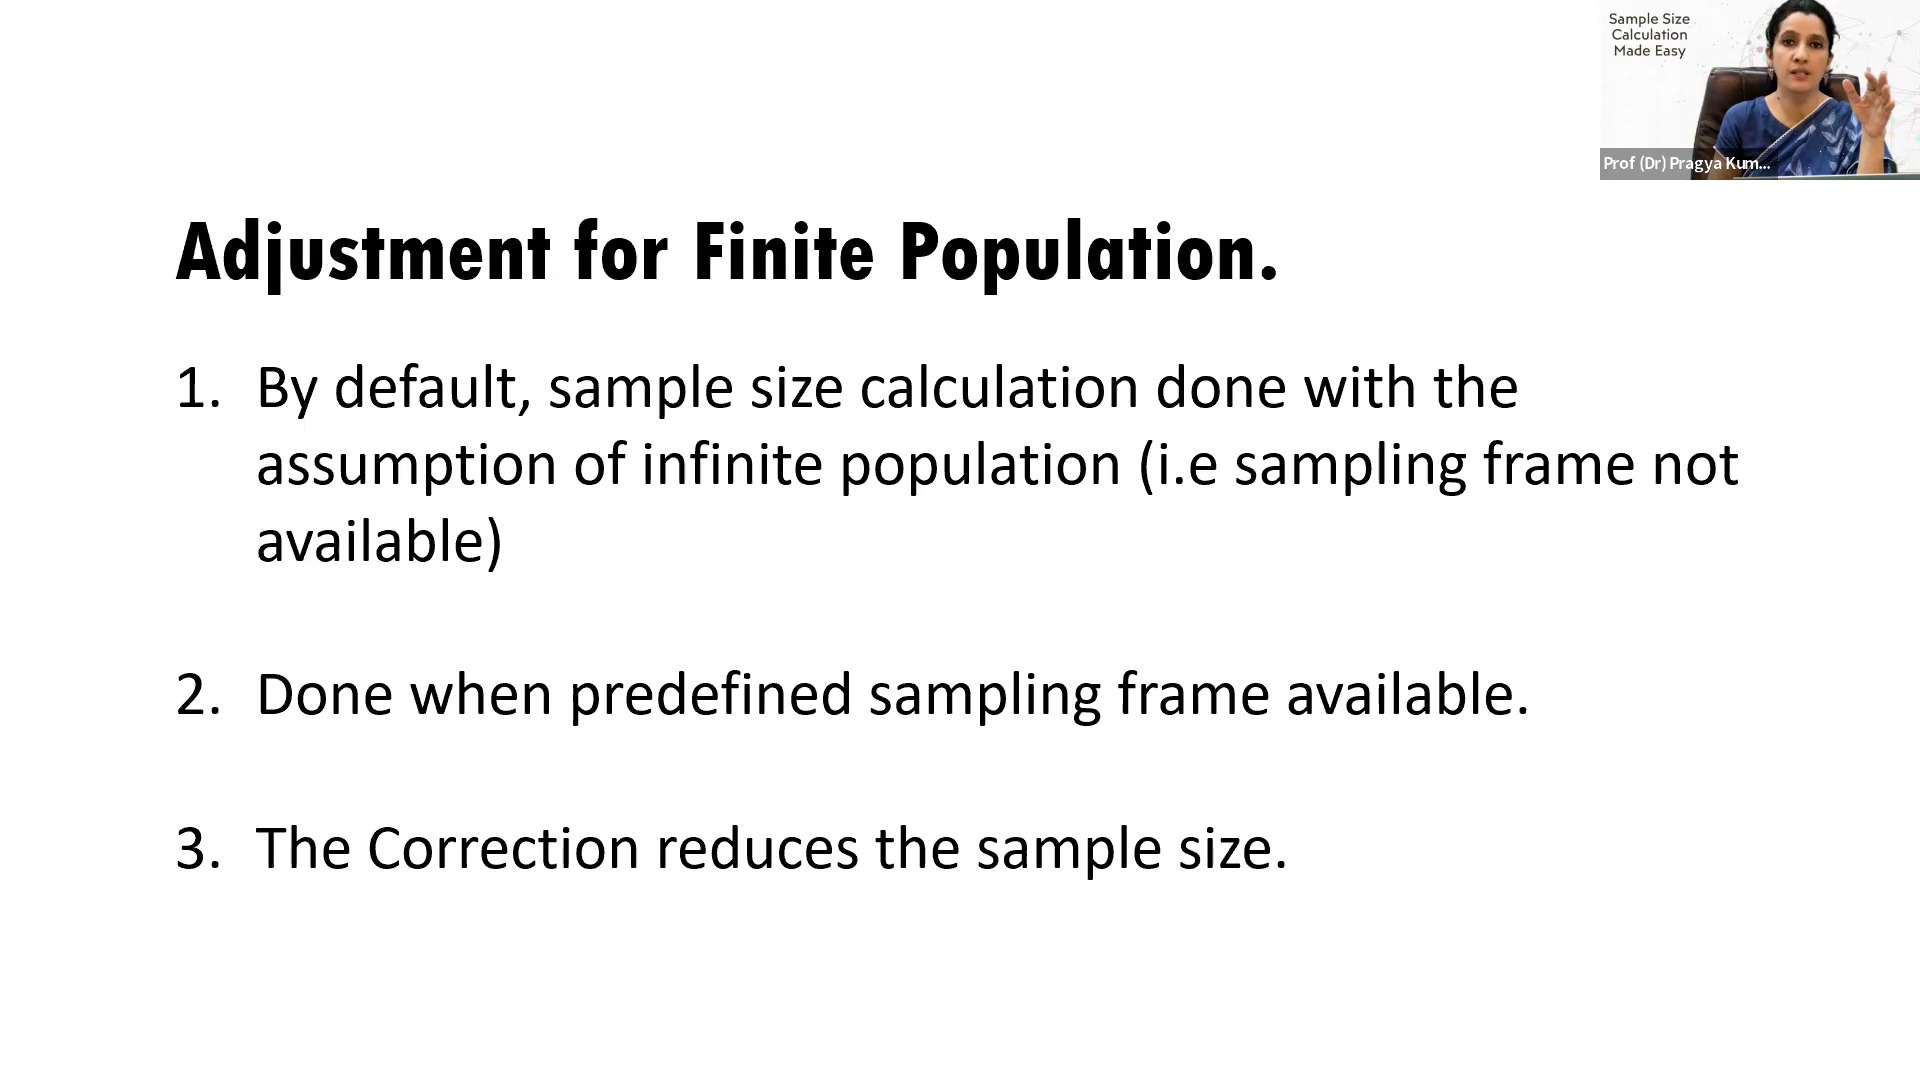 Sample Size
Calculation
Made Easy
Prof (Dr) Pragya Kum...
Adjustment for Finite Population.
1. By default, sample size calculation done with the
assumption of infinite population (i.e sampling frame not
available)
2. Done when predefined sampling frame available.
3. The Correction reduces the sample size.